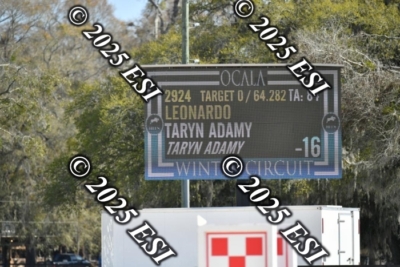 OCALA
2924 TARGET 0 / 64.282 TA:
LEONARDO
TARYN ADAMY
TARYN ADAMY -16
WINTER CIRCUIT
© 2025 ESI
© 2025 ESI
© 2025 ESI
© 2025 ESI